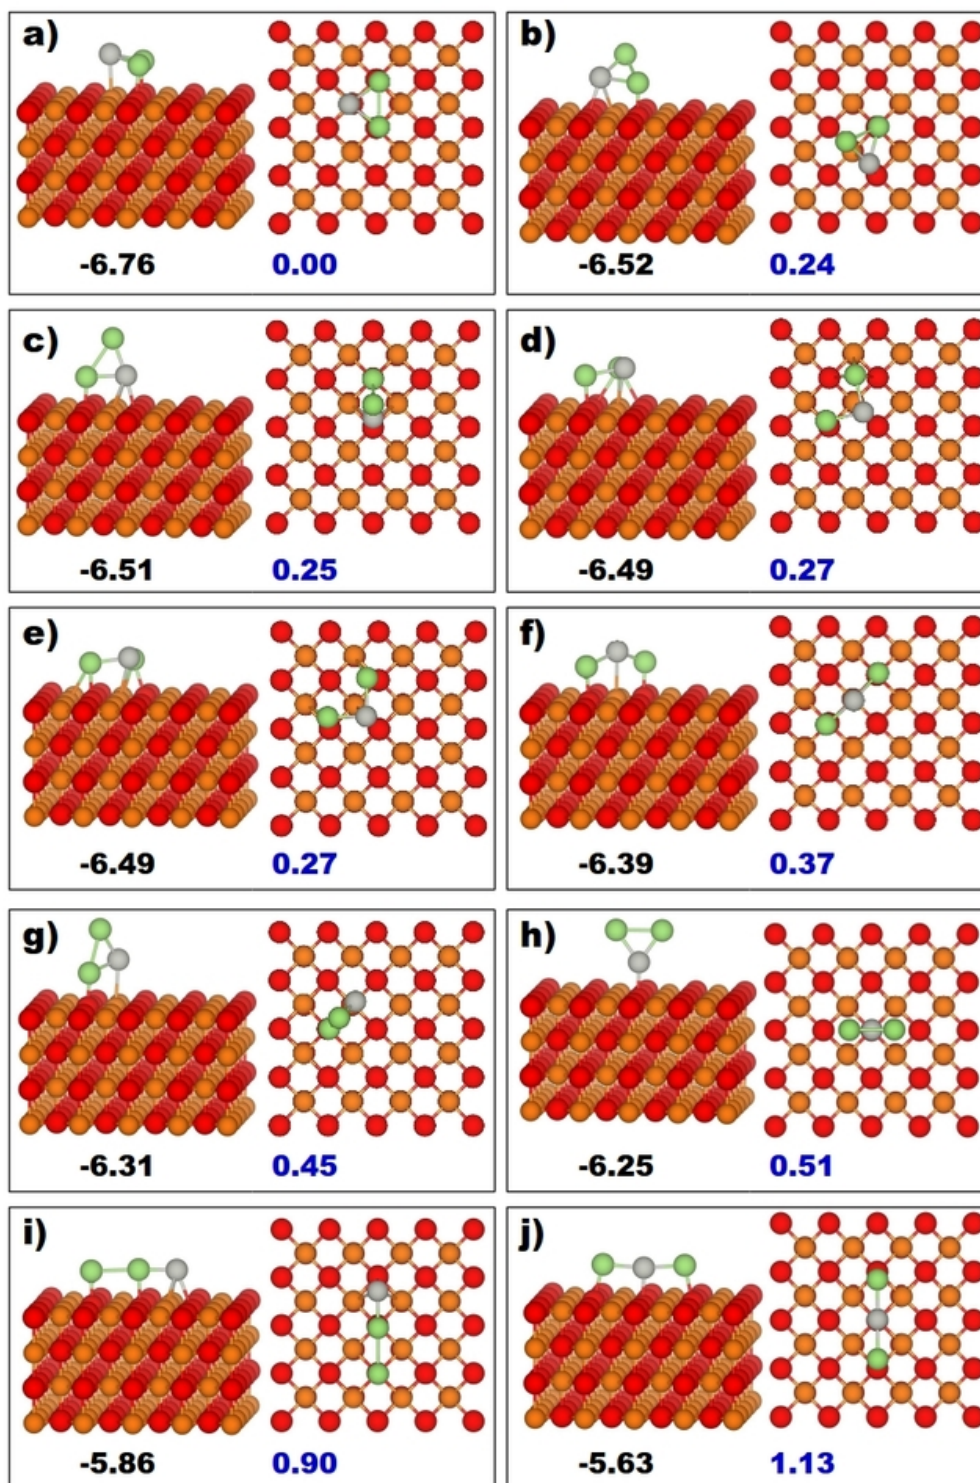 a)
-6.76 0.00
b)
-6.52 0.24
c)
-6.51 0.25
d)
-6.49 0.27
e)
-6.49 0.27
f)
-6.39 0.37
g)
-6.31 0.45
h)
-6.25 0.51
i)
-5.86 0.90
j)
-5.63 1.13